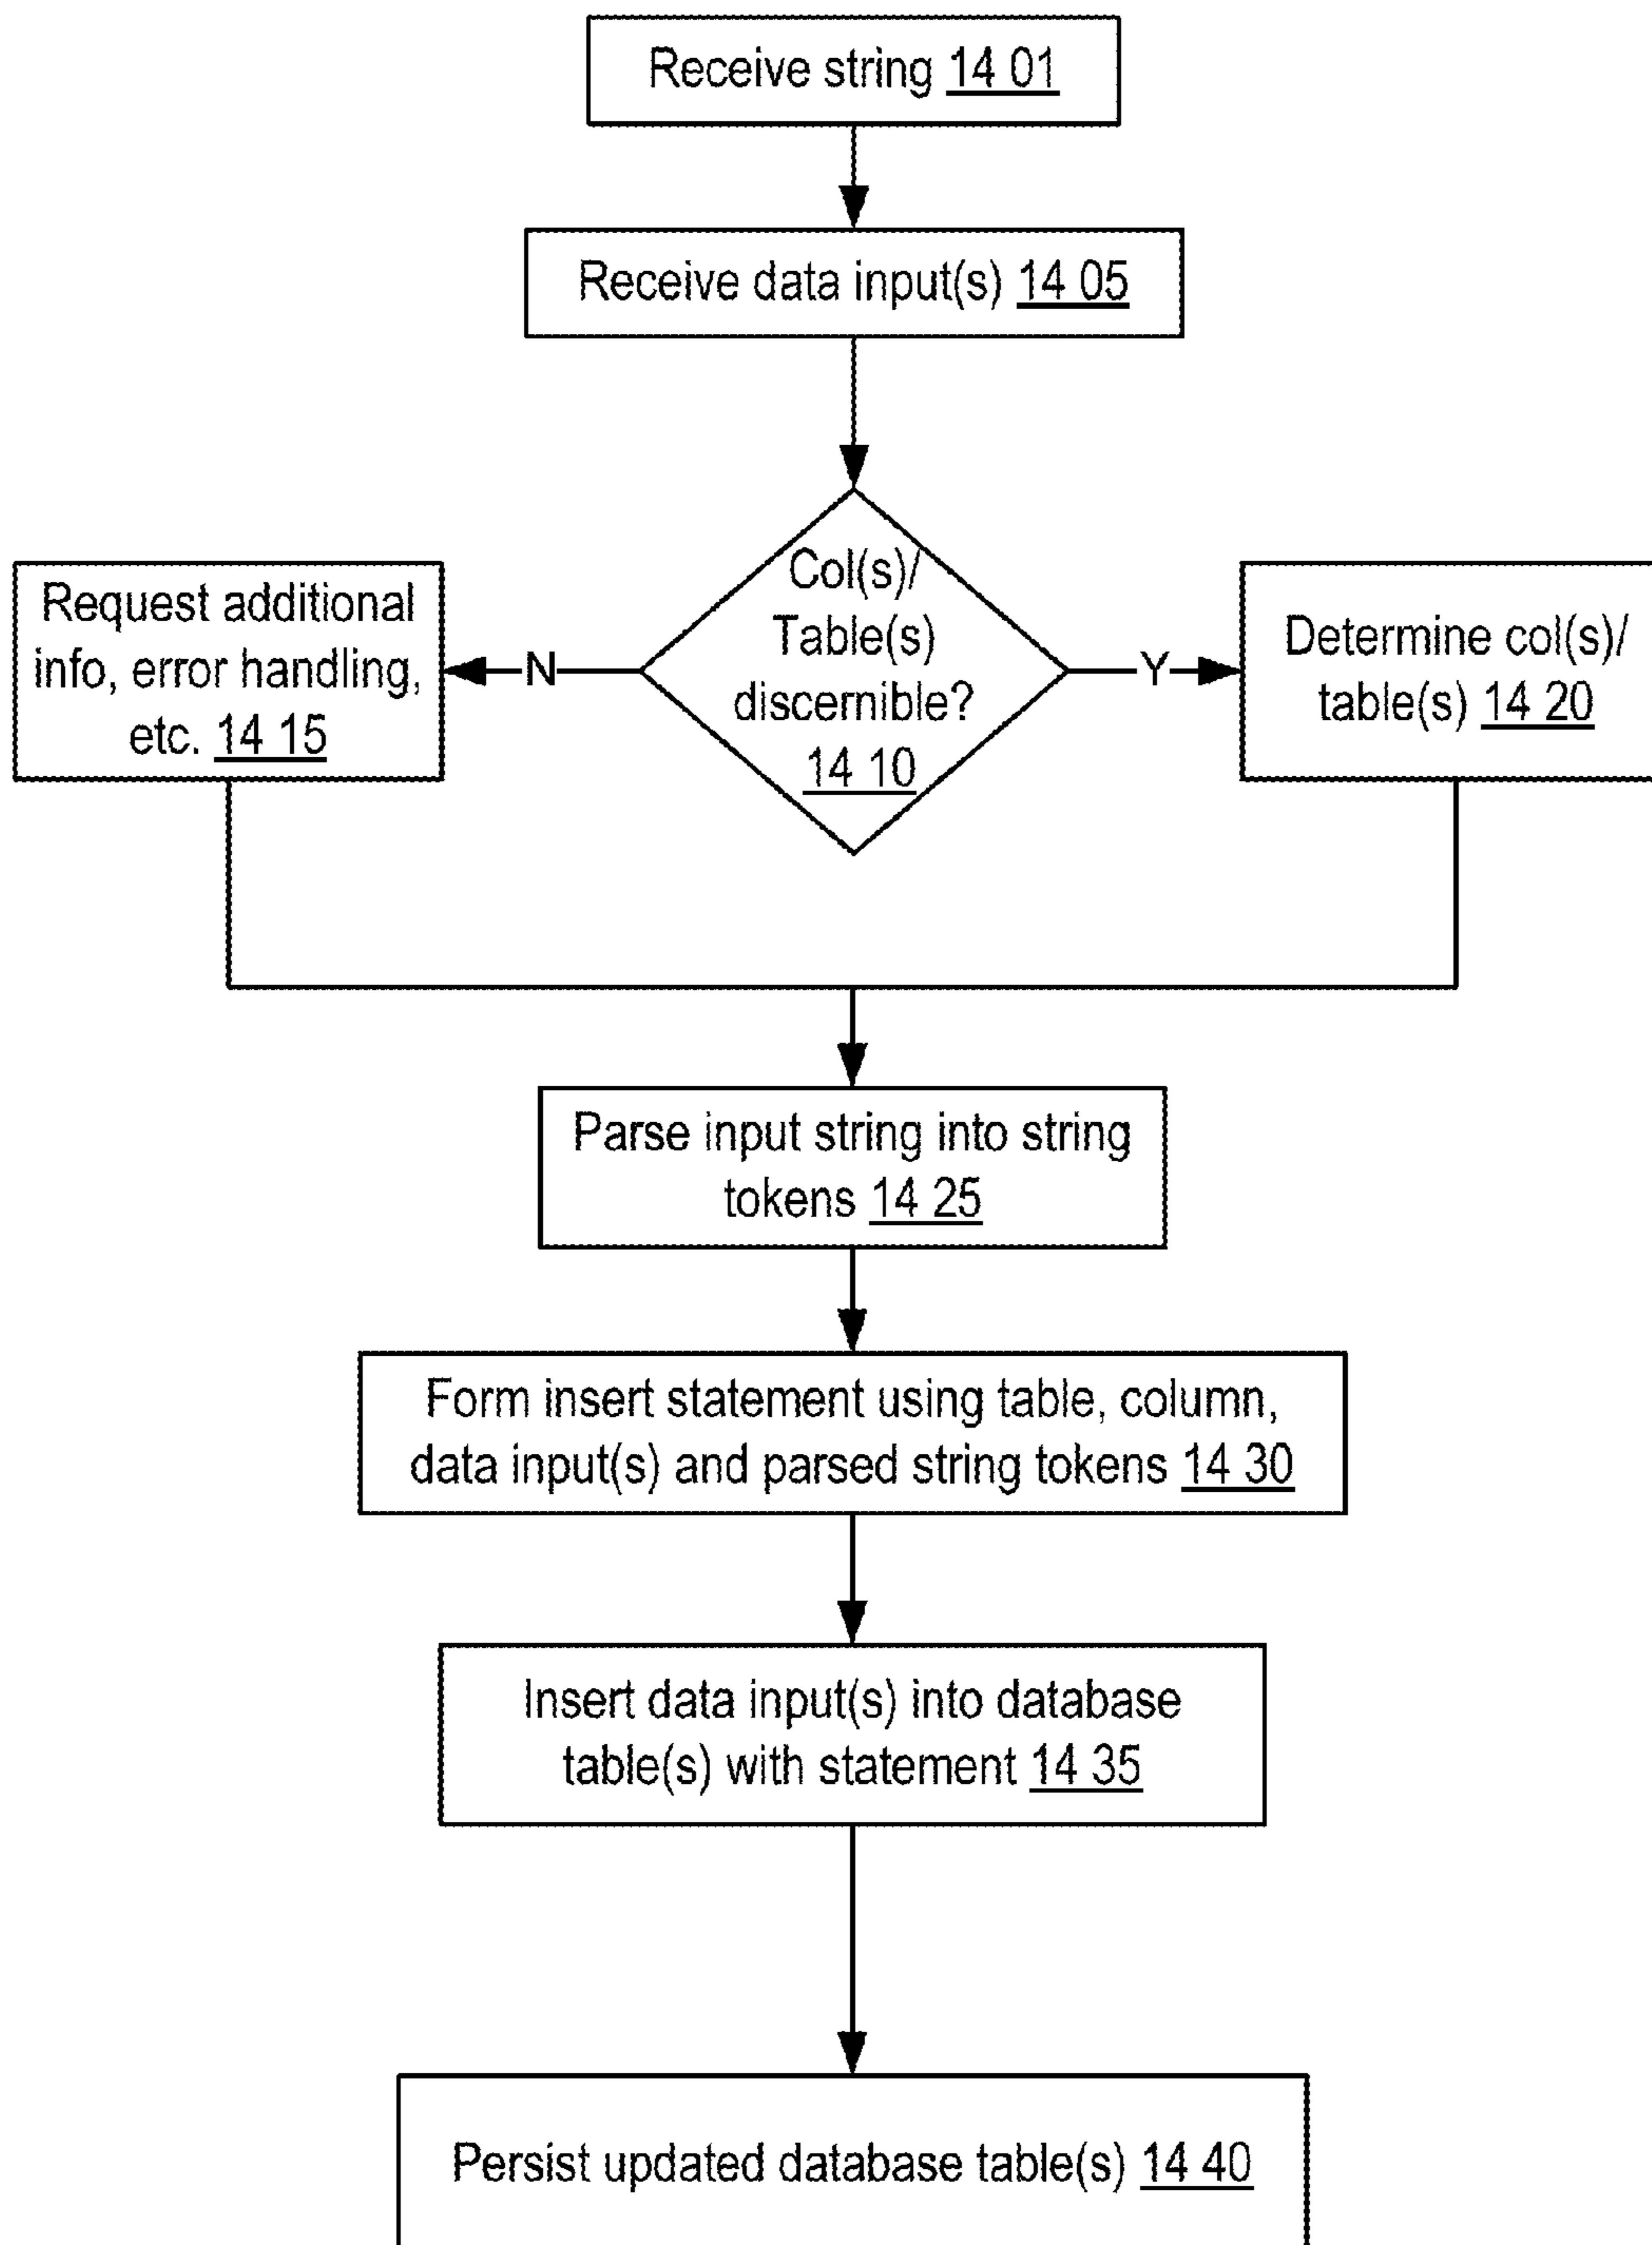 Receive string 14 01
Receive data input(s) 14 05
Col(s)/
Table(s)
discernible?
14 10
Request additional
info, error handling,
etc. 14 15
N
Y
Determine col(s)/
table(s) 14 20
Parse input string into string
tokens 14 25
Form insert statement using table, column,
data input(s) and parsed string tokens 14 30
Insert data input(s) into database
table(s) with statement 14 35
Persist updated database table(s) 14 40